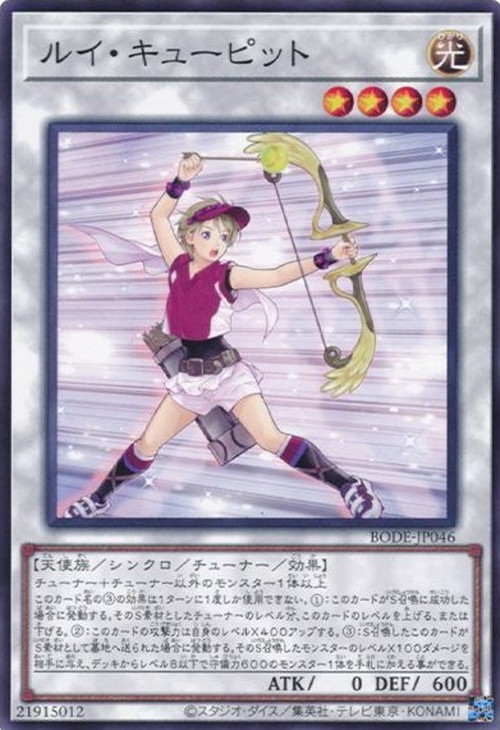 ルイ・キューピット
光
BODE-JP046
【天使族／シンクロ／チューナー／効果】
チューナー＋チューナー以外のモンスター1体以上
このカード名の③の効果は1ターンに1度しか使用できない。①：このカードがS召喚に成功した
場合に発動する。そのS素材としたチューナーのレベル分、このカードのレベルを上げる、または
下げる。②：このカードの攻撃力は自身のレベル×400アップする。③：S召喚したこのカードが
S素材として墓地へ送られた場合に発動できる。そのS召喚したモンスターのレベル×100ダメージを
相手に与え、デッキからレベル8以下で守備力600のモンスター1体を手札に加える事ができる。
ATK/ 0 DEF/ 600
21915012
©スタジオ・ダイス／集英社・テレビ東京・KONAMI